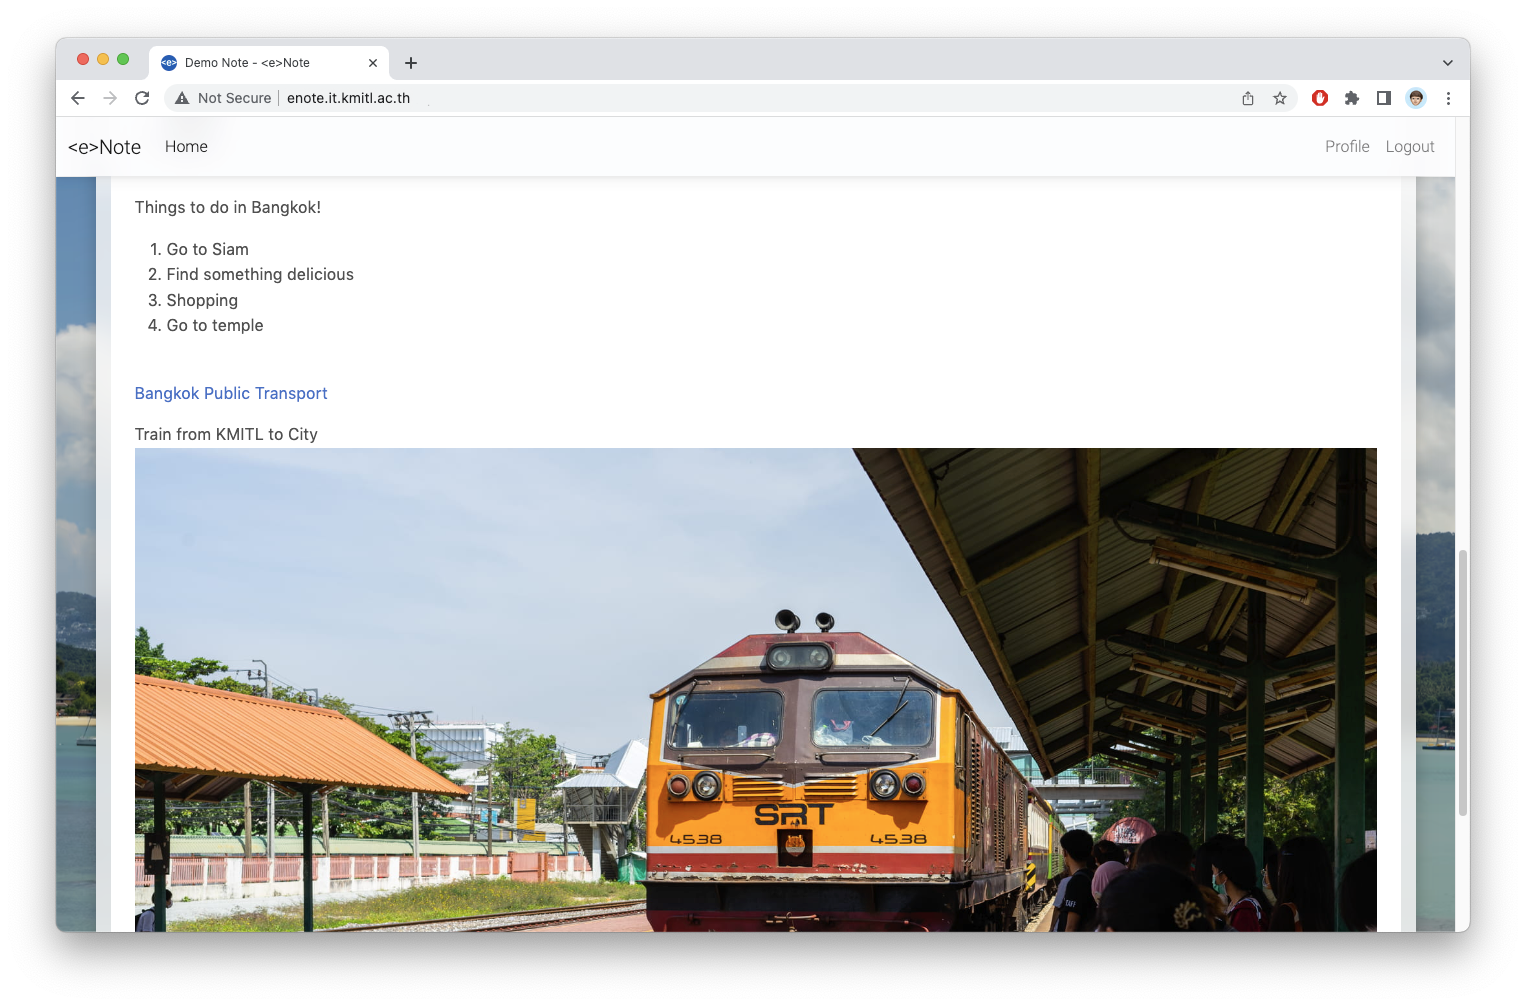 <e> Demo Note - <e>Note
Not Secure enote.it.kmitl.ac.th
<e>Note Home Profile Logout
Things to do in Bangkok!
1. Go to Siam
2. Find something delicious
3. Shopping
4. Go to temple
Bangkok Public Transport
Train from KMITL to City
SRT
4538 4538
STAFF